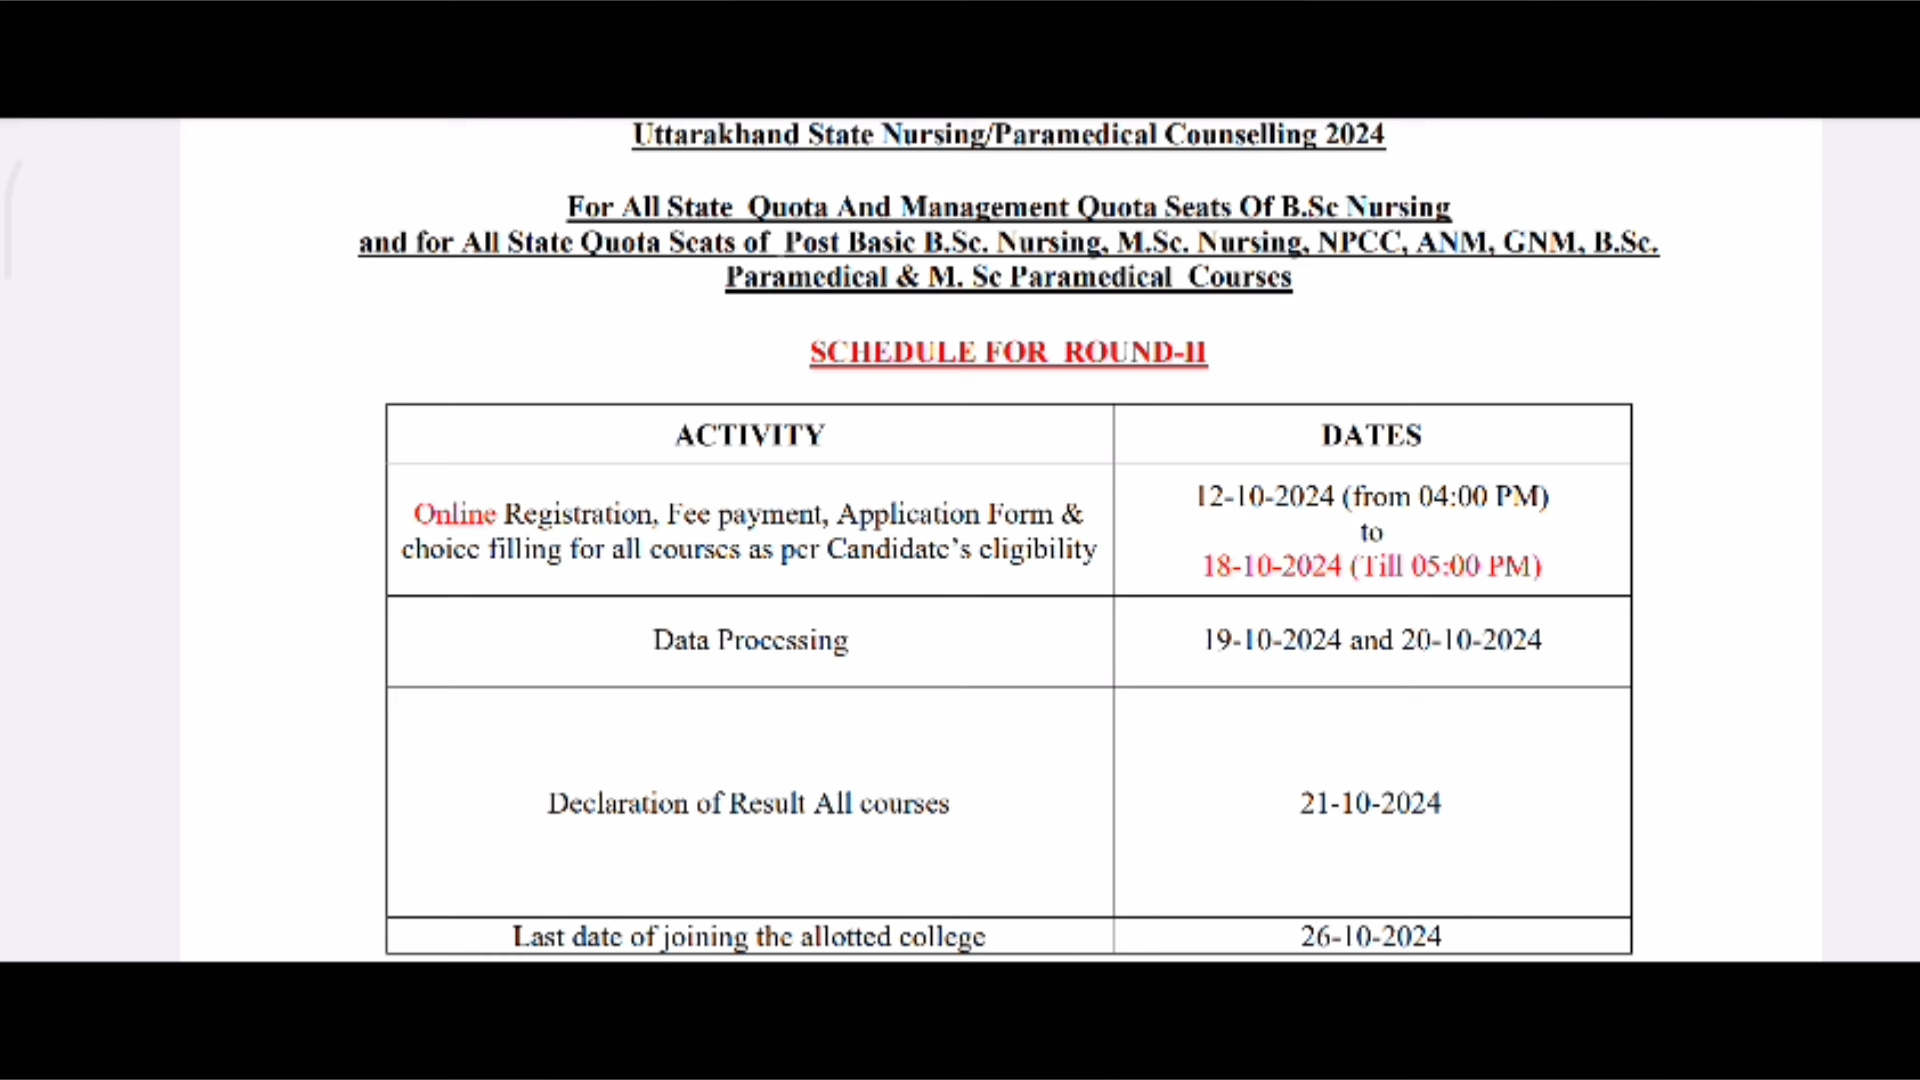 Uttarakhand State Nursing/Paramedical Counselling 2024
For All State Quota And Management Quota Seats Of B.Sc Nursing
and for All State Quota Seats of Post Basic B.Sc. Nursing, M.Sc. Nursing, NPCC, ANM, GNM, B.Sc.
Paramedical & M. Sc Paramedical Courses
SCHEDULE FOR ROUND-II
ACTIVITY
DATES
Online Registration, Fee payment, Application Form &
choice filling for all courses as per Candidate's eligibility
12-10-2024 (from 04:00 PM)
to
18-10-2024 (Till 05:00 PM)
Data Processing
19-10-2024 and 20-10-2024
Declaration of Result All courses
21-10-2024
Last date of joining the allotted college
26-10-2024